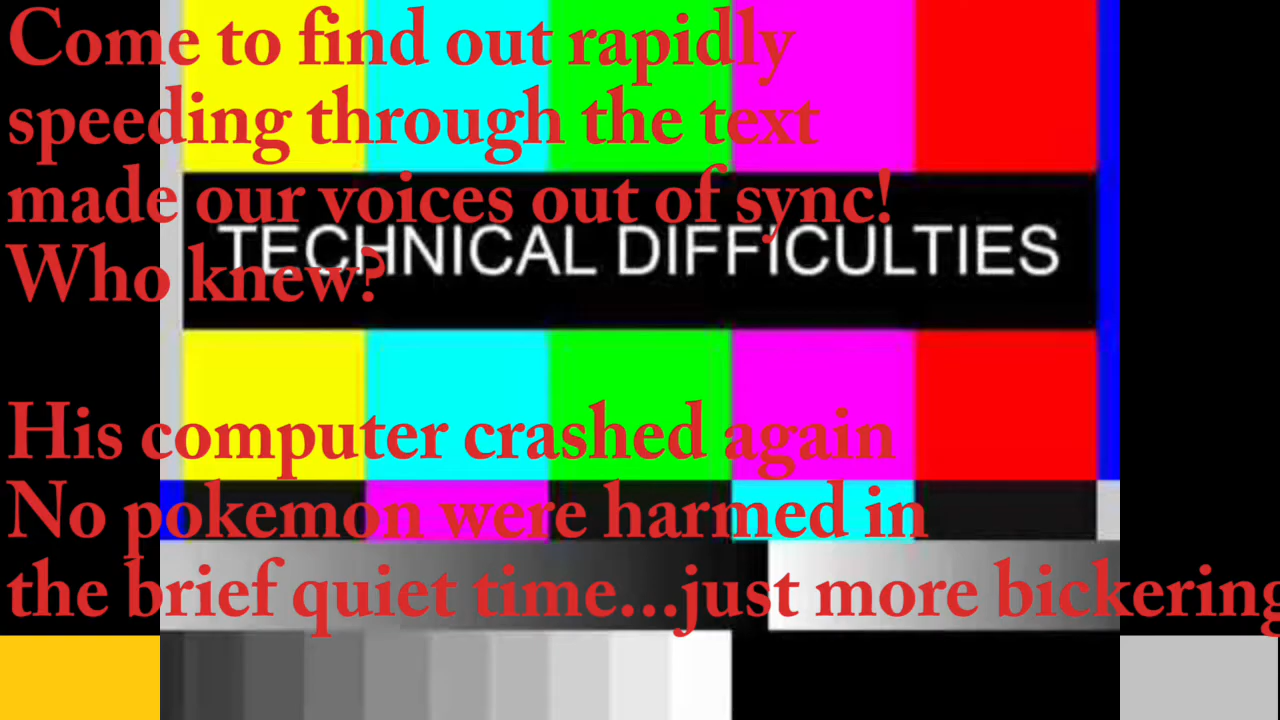 Come to find out rapidly
speeding through the text
made our voices out of sync!
TECHNICAL DIFFICULTIES
Who knew?
His computer crashed again
No pokemon were harmed in
the brief quiet time...just more bickering